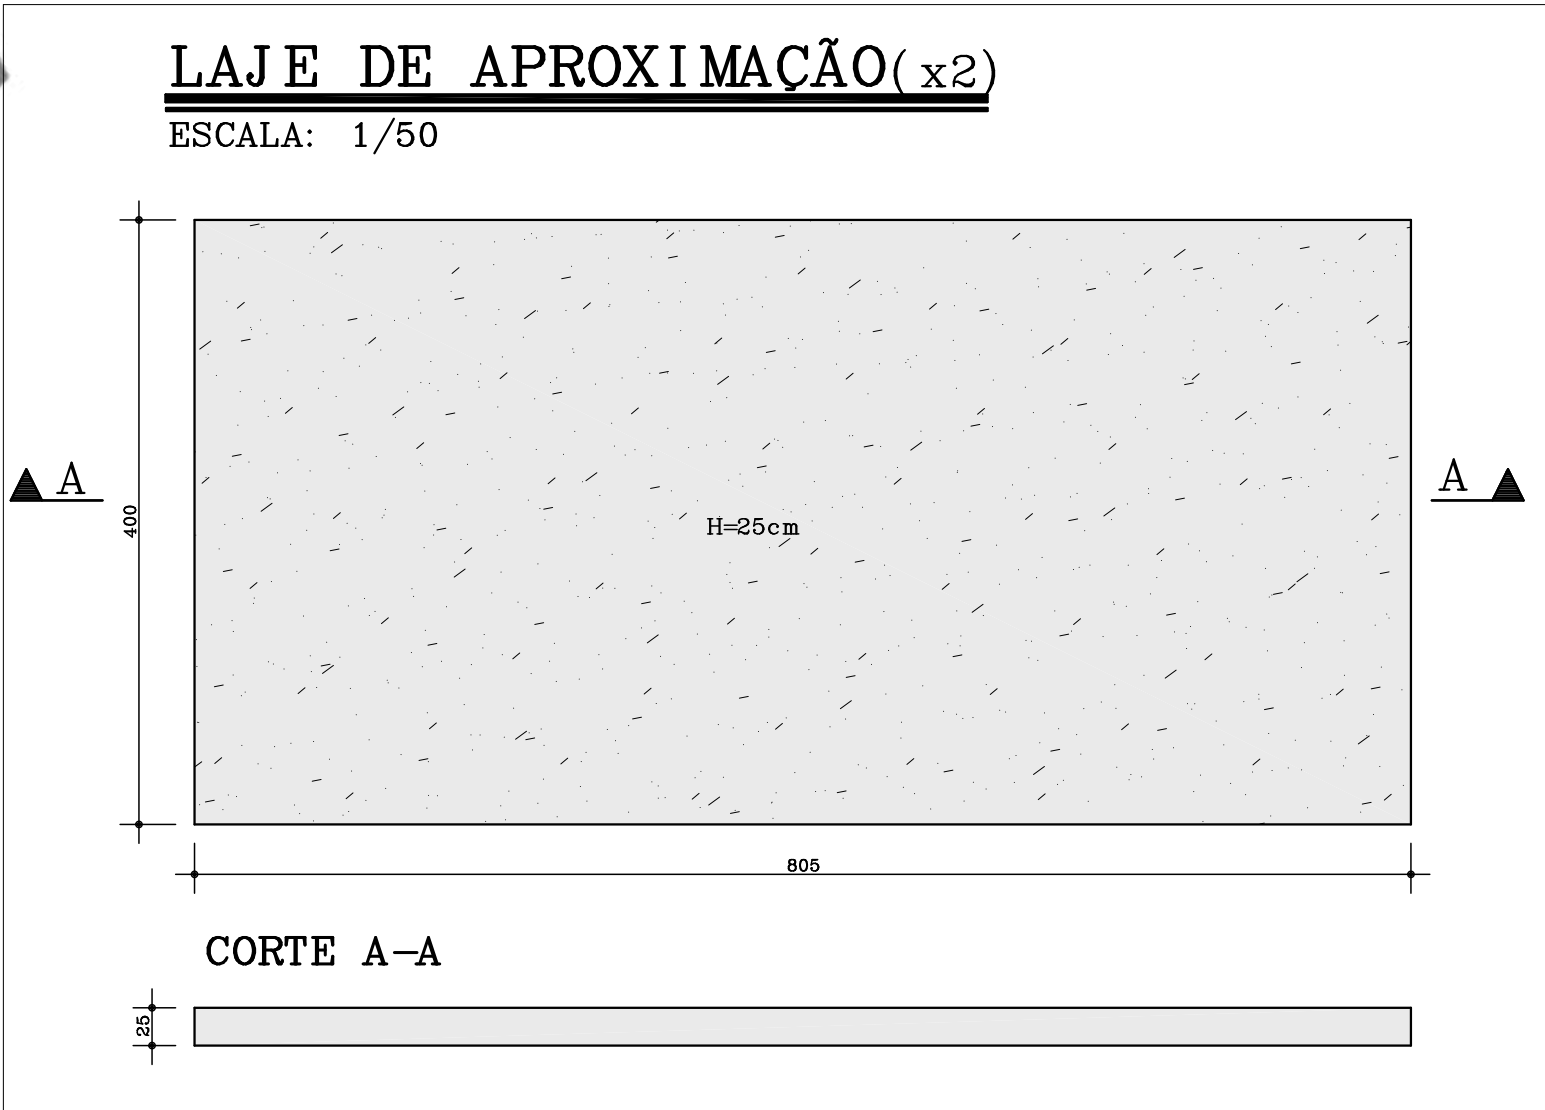 LAJE DE APROXIMAÇÃO(x2)
ESCALA: 1/50
A
A
400
H=25cm
805
CORTE A-A
25